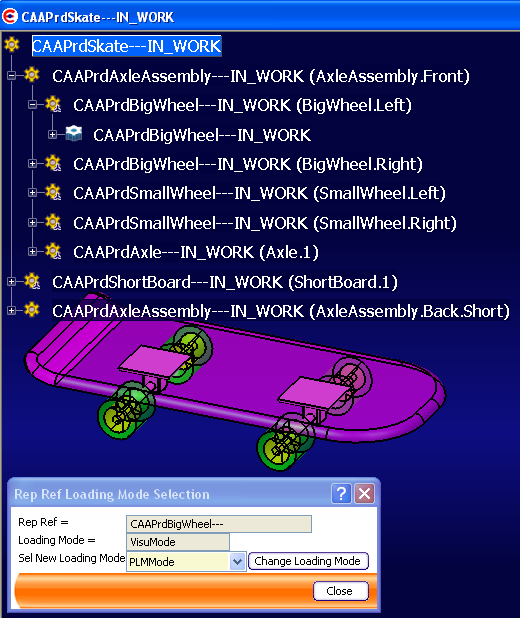 CAAPrdSkate---IN_WORK
CAAPrdSkate---IN_WORK
CAAPrdAxleAssembly---IN_WORK (AxleAssembly.Front)
CAAPrdBigWheel---IN_WORK (BigWheel.Left)
CAAPrdBigWheel---IN_WORK
CAAPrdBigWheel---IN_WORK (BigWheel.Right)
CAAPrdSmallWheel---IN_WORK (SmallWheel.Left)
CAAPrdSmallWheel---IN_WORK (SmallWheel.Right)
CAAPrdAxle---IN_WORK (Axle.1)
CAAPrdShortBoard---IN_WORK (ShortBoard.1)
CAAPrdAxleAssembly---IN_WORK (AxleAssembly.Back.Short)
Rep Ref Loading Mode Selection
Rep Ref = CAAPrdBigWheel---
Loading Mode = VisuMode
Sel New Loading Mode PLMMode Change Loading Mode
Close